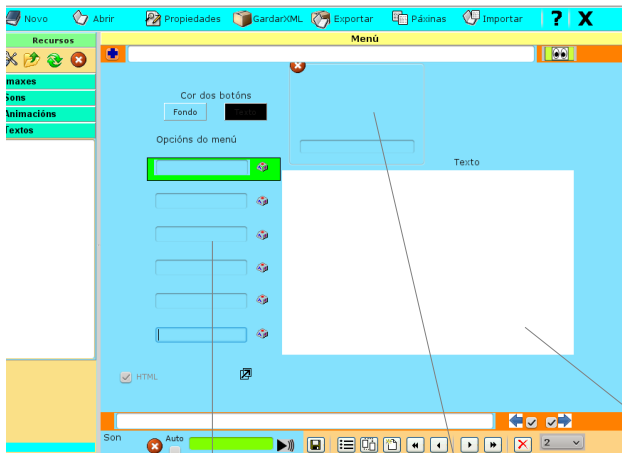 Novo Abrir Propiedades GardarXML Exportar Páxinas Importar ? X
Recursos
Menú
maxes
Sons
Animacións
Textos
Cor dos botóns
Fondo Texto
Opcións do menú
Texto
HTML
Son
Auto
2